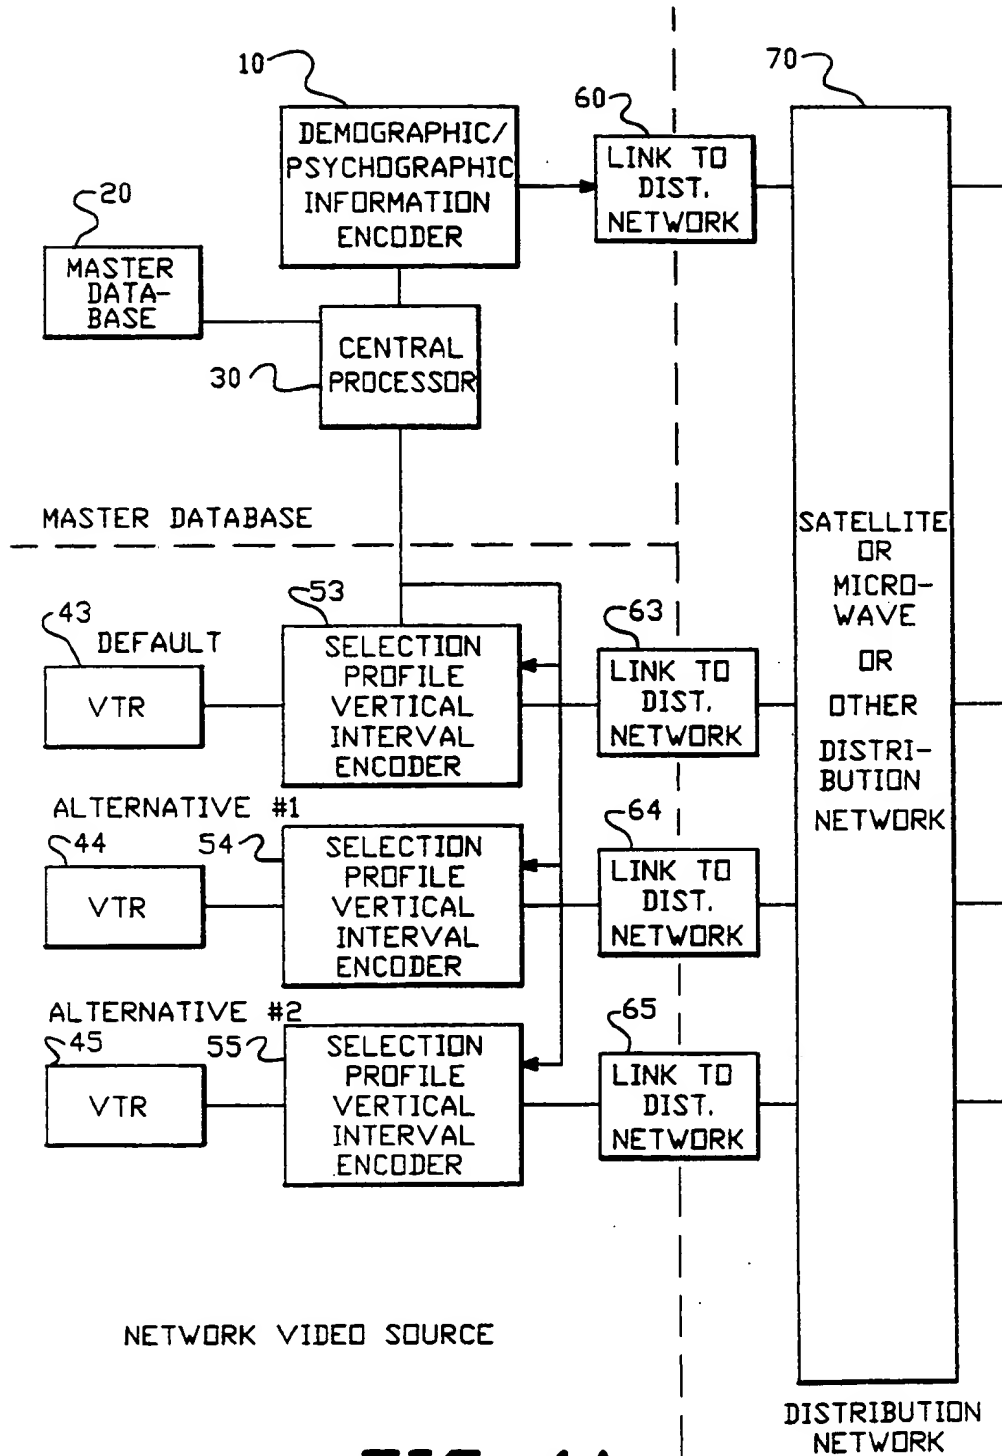 10
DEMOGRAPHIC/
PSYCHOGRAPHIC
INFORMATION
ENCODER
60
LINK TO
DIST.
NETWORK
70
20
MASTER
DATA-
BASE
CENTRAL
PROCESSOR
30
MASTER DATABASE
SATELLITE
OR
MICRO-
WAVE
OR
OTHER
DISTRI-
BUTION
NETWORK
43
DEFAULT
VTR
53
SELECTION
PROFILE
VERTICAL
INTERVAL
ENCODER
63
LINK TO
DIST.
NETWORK
ALTERNATIVE #1
44
VTR
54
SELECTION
PROFILE
VERTICAL
INTERVAL
ENCODER
64
LINK TO
DIST.
NETWORK
ALTERNATIVE #2
45
VTR
55
SELECTION
PROFILE
VERTICAL
INTERVAL
ENCODER
65
LINK TO
DIST.
NETWORK
NETWORK VIDEO SOURCE
DISTRIBUTION
NETWORK